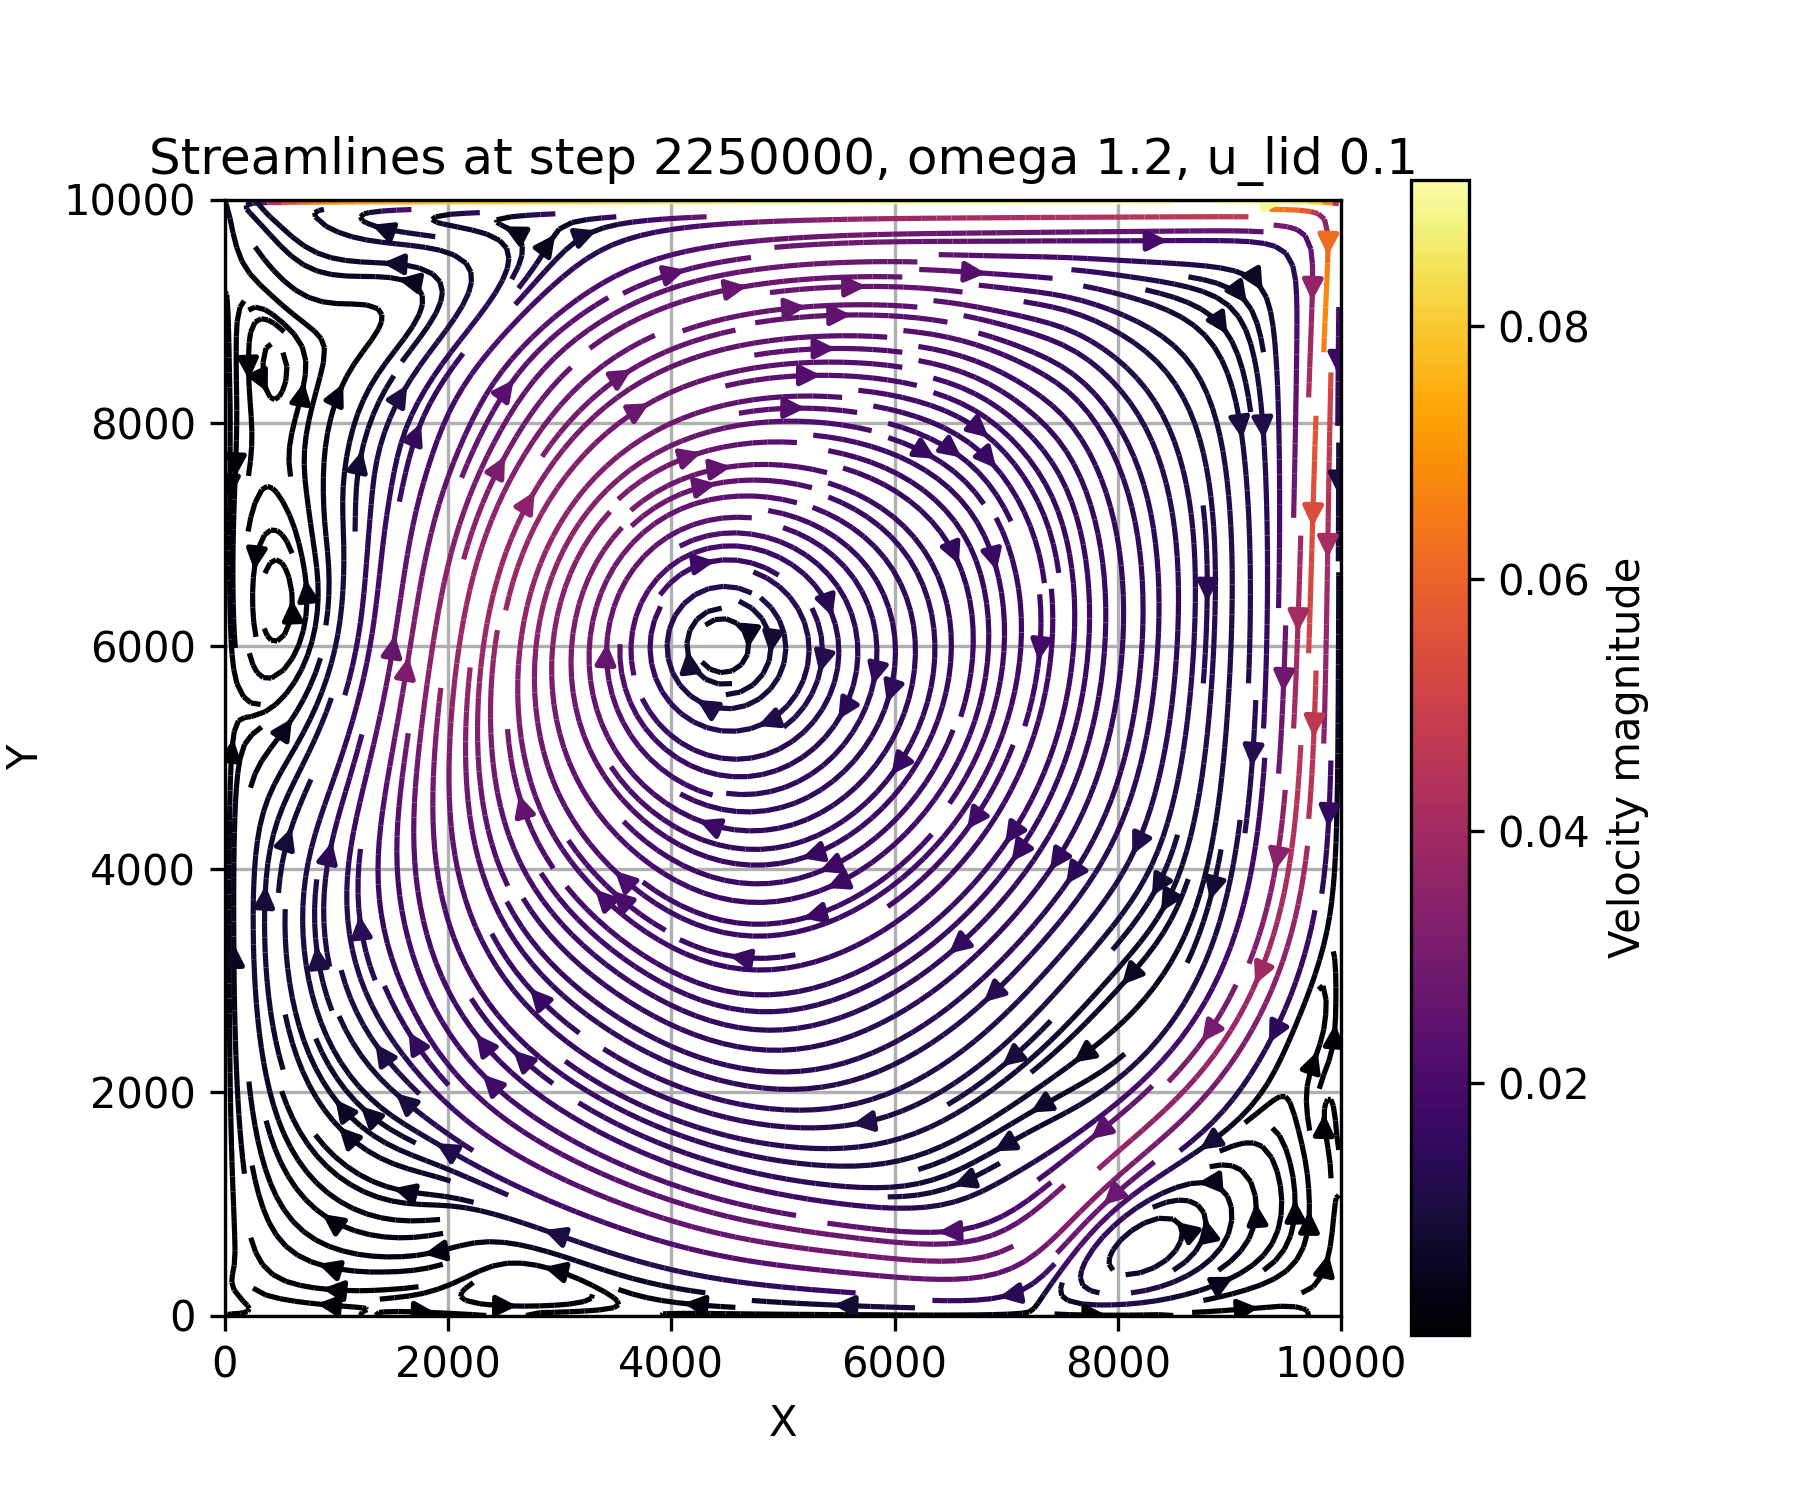 Streamlines at step 2250000, omega 1.2, u_lid 0.1
10000
8000
6000
4000
2000
0
Y
0 2000 4000 6000 8000 10000
X
0.08
0.06
0.04
0.02
Velocity magnitude